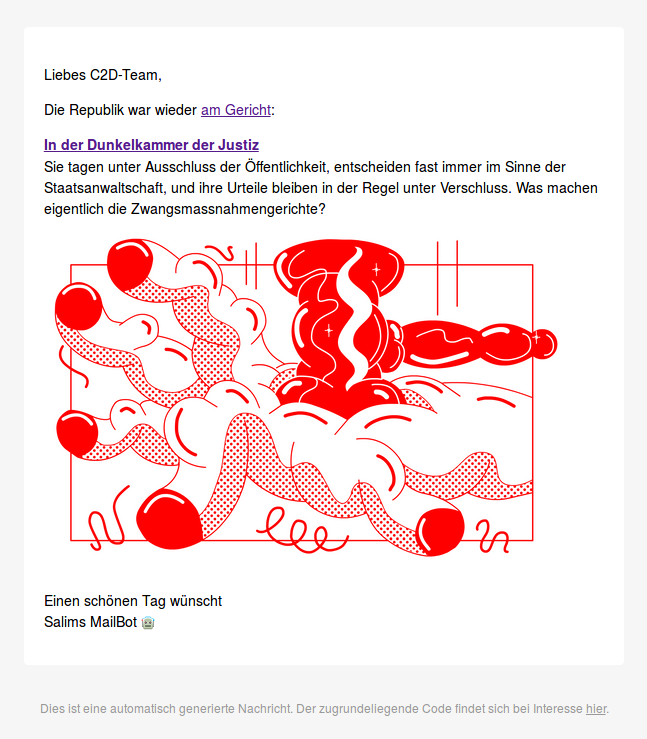 Liebes C2D-Team,
Die Republik war wieder am Gericht:
In der Dunkelkammer der Justiz
Sie tagen unter Ausschluss der Öffentlichkeit, entscheiden fast immer im Sinne der
Staatsanwaltschaft, und ihre Urteile bleiben in der Regel unter Verschluss. Was machen
eigentlich die Zwangsmassnahmengerichte?
Einen schönen Tag wünscht
Salims MailBot 🤖
Dies ist eine automatisch generierte Nachricht. Der zugrundeliegende Code findet sich bei Interesse hier.